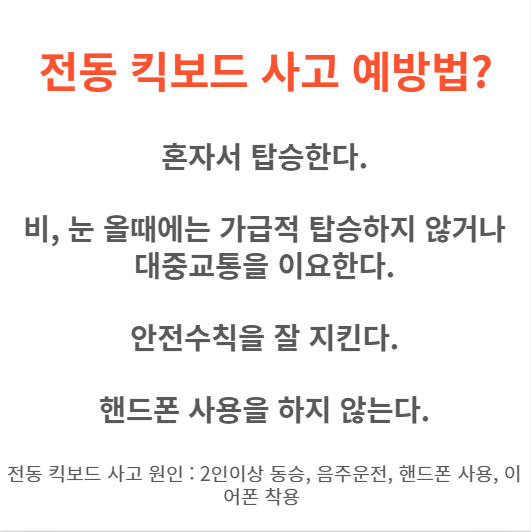 전동 킥보드 사고 예방법?
혼자서 탑승한다.
비, 눈 올때에는 가급적 탑승하지 않거나
대중교통을 이요한다.
안전수칙을 잘 지킨다.
핸드폰 사용을 하지 않는다.
전동 킥보드 사고 원인 : 2인이상 동승, 음주운전, 핸드폰 사용, 이
어폰 착용